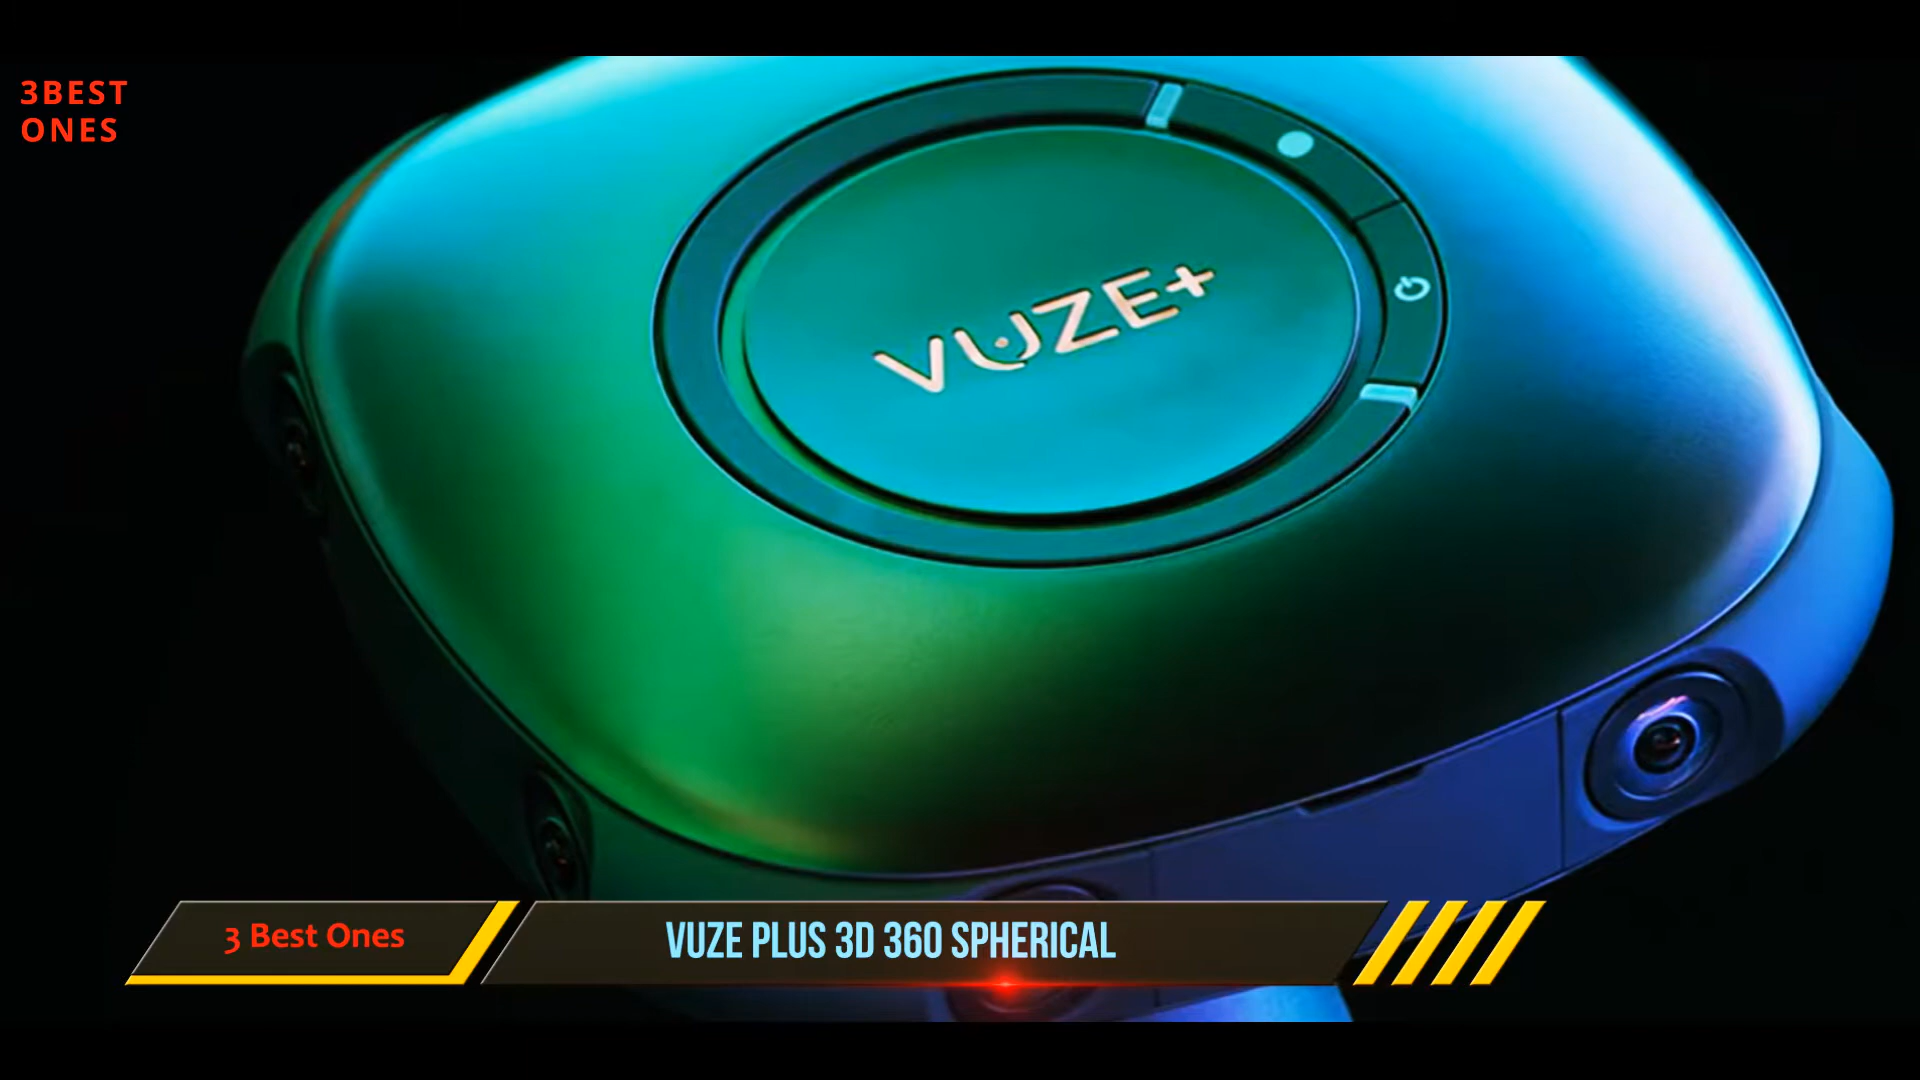 3BEST
ONES
VUZE+
3 Best Ones
VUZE PLUS 3D 360 SPHERICAL